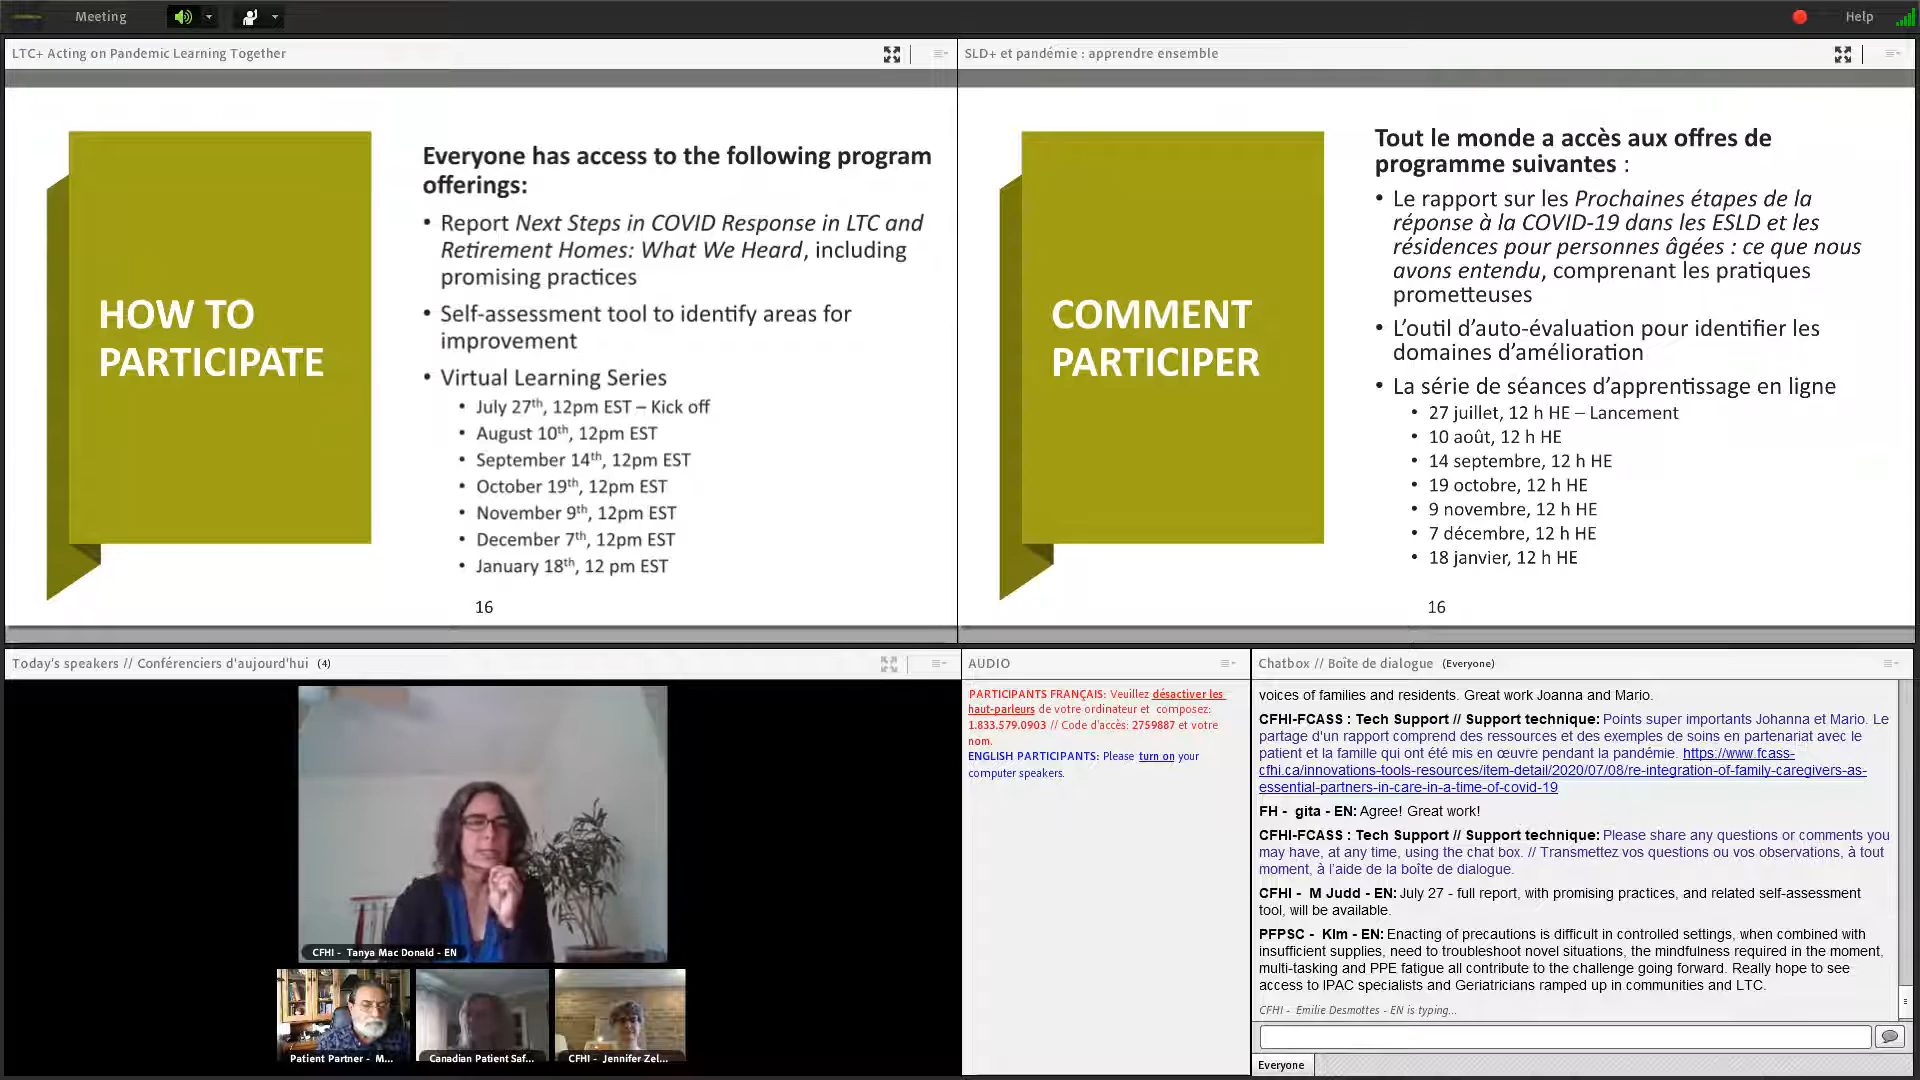 Meeting
Help
LTC+ Acting on Pandemic Learning Together
HOW TO
PARTICIPATE
Everyone has access to the following program
offerings:
• Report Next Steps in COVID Response in LTC and
Retirement Homes: What We Heard, including
promising practices
• Self-assessment tool to identify areas for
improvement
• Virtual Learning Series
• July 27th, 12pm EST – Kick off
• August 10th, 12pm EST
• September 14th, 12pm EST
• October 19th, 12pm EST
• November 9th, 12pm EST
• December 7th, 12pm EST
• January 18th, 12 pm EST
16
SLD+ et pandémie : apprendre ensemble
COMMENT
PARTICIPER
Tout le monde a accès aux offres de
programme suivantes :
• Le rapport sur les Prochaines étapes de la
réponse à la COVID-19 dans les ESLD et les
résidences pour personnes âgées : ce que nous
avons entendu, comprenant les pratiques
prometteuses
• L’outil d’auto-évaluation pour identifier les
domaines d’amélioration
• La série de séances d’apprentissage en ligne
• 27 juillet, 12 h HE – Lancement
• 10 août, 12 h HE
• 14 septembre, 12 h HE
• 19 octobre, 12 h HE
• 9 novembre, 12 h HE
• 7 décembre, 12 h HE
• 18 janvier, 12 h HE
16
Today's speakers // Conférenciers d'aujourd'hui (4)
CFHI - Tanya Mac Donald - EN
Patient Partner - M...
Canadian Patient Saf...
CFHI - Jennifer Zel...
AUDIO
PARTICIPANTS FRANÇAIS: Veuillez désactiver les
haut-parleurs de votre ordinateur et composez:
1.833.579.0903 // Code d'accès: 2759887 et votre
nom.
ENGLISH PARTICIPANTS: Please turn on your
computer speakers.
Chatbox // Boîte de dialogue (Everyone)
voices of families and residents. Great work Joanna and Mario.
CFHI-FCASS : Tech Support // Support technique: Points super importants Johanna et Mario. Le
partage d'un rapport comprend des ressources et des exemples de soins en partenariat avec le
patient et la famille qui ont été mis en œuvre pendant la pandémie. https://www.fcass-
cfhi.ca/innovations-tools-resources/item-detail/2020/07/08/re-integration-of-family-caregivers-as-
essential-partners-in-care-in-a-time-of-covid-19
FH - gita - EN: Agree! Great work!
CFHI-FCASS : Tech Support // Support technique: Please share any questions or comments you
may have, at any time, using the chat box. // Transmettez vos questions ou vos observations, à tout
moment, à l’aide de la boîte de dialogue.
CFHI - M Judd - EN: July 27 - full report, with promising practices, and related self-assessment
tool, will be available.
PFPSC - KIm - EN: Enacting of precautions is difficult in controlled settings, when combined with
insufficient supplies, need to troubleshoot novel situations, the mindfulness required in the moment,
multi-tasking and PPE fatigue all contribute to the challenge going forward. Really hope to see
access to IPAC specialists and Geriatricians ramped up in communities and LTC.
CFHI - Emilie Desmottes - EN is typing...
Everyone